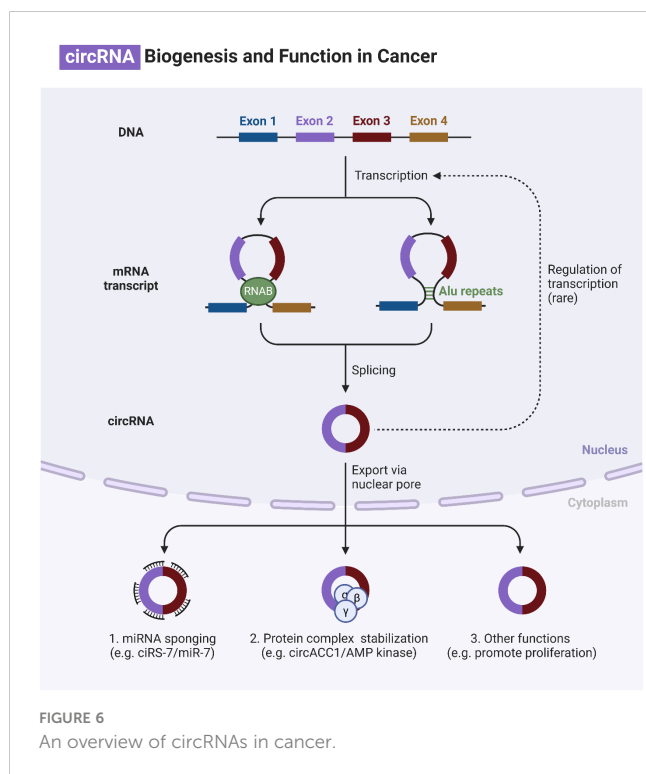 circRNA Biogenesis and Function in Cancer
DNA
Exon 1 Exon 2 Exon 3 Exon 4
Transcription
mRNA
transcript
RNAB
Alu repeats
Regulation of
transcription
(rare)
Splicing
circRNA
Nucleus
Export via
nuclear pore
Cytoplasm
α
β
γ
1. miRNA sponging
(e.g. ciRS-7/miR-7)
2. Protein complex stabilization
(e.g. circACC1/AMP kinase)
3. Other functions
(e.g. promote proliferation)
FIGURE 6
An overview of circRNAs in cancer.